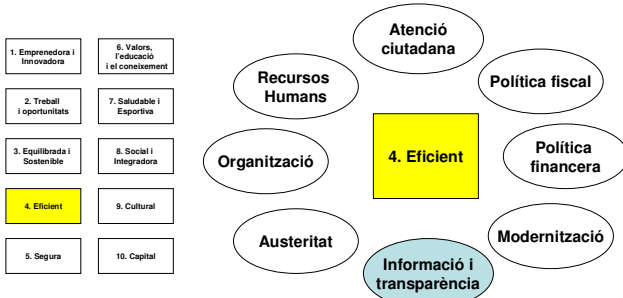 1. Emprenedora i
Innovadora
6. Valors,
l'educació
i el coneixement
2. Treball
i oportunitats
7. Saludable i
Esportiva
3. Equilibrada i
Sostenible
8. Social i
Integradora
4. Eficient
9. Cultural
5. Segura
10. Capital
Atenció
ciutadana
Recursos
Humans
Política fiscal
Organització
4. Eficient
Política
financera
Austeritat
Modernització
Informació i
transparència